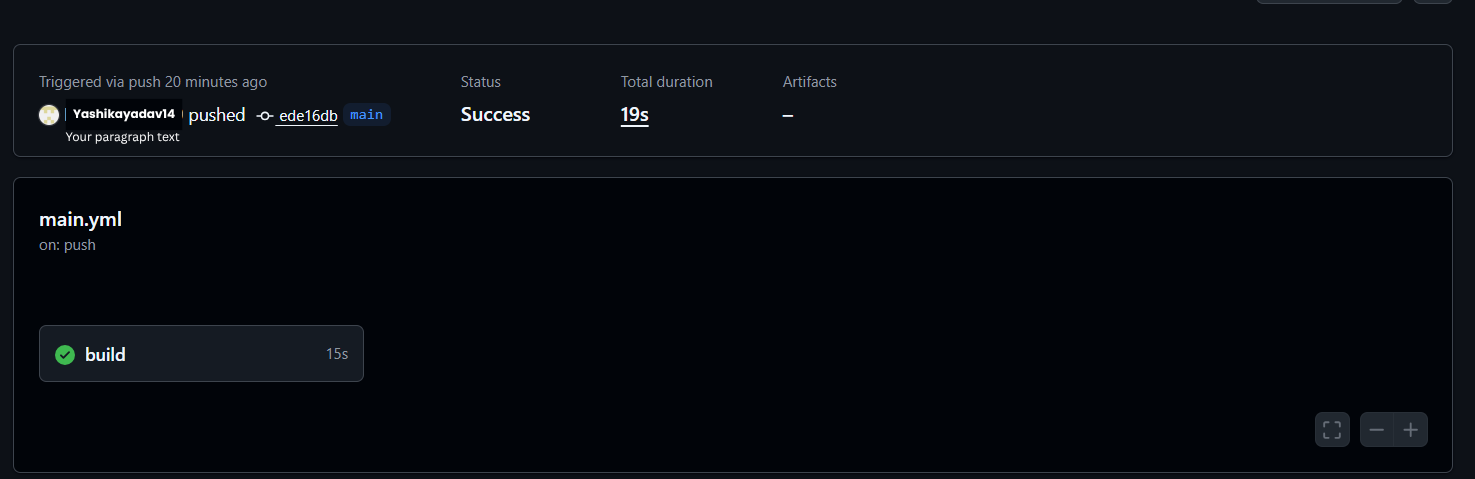 Triggered via push 20 minutes ago
Yashikayadav14 pushed ede16db main
Your paragraph text
Status
Success
Total duration
19s
Artifacts
–
main.yml
on: push
build 15s